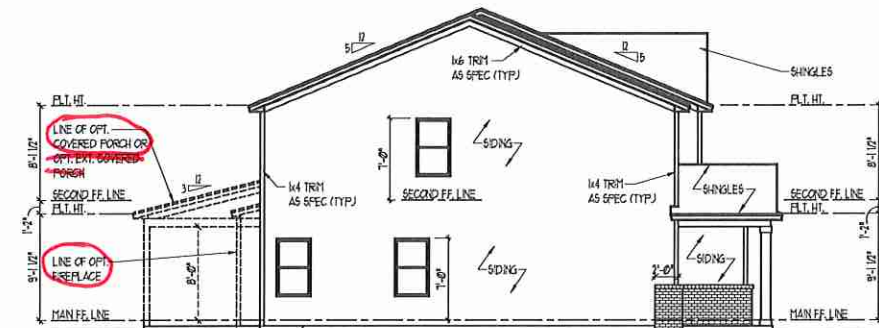 12
5
12
5
1x6 TRIM
AS SPEC (TYP.)
SHINGLES
PLT. HT.
PLT. HT.
LINE OF OPT.
COVERED PORCH OR
OPT. EXT. COVERED
PORCH
8'-1 1/2"
7'-0"
SIDING
8'-1 1/2"
12
3
1x4 TRIM
AS SPEC (TYP.)
1x4 TRIM
AS SPEC (TYP.)
SHINGLES
SECOND F.F. LINE
SECOND F.F. LINE
SECOND F.F. LINE
PLT. HT.
PLT. HT.
1'-2"
1'-2"
LINE OF OPT.
FIREPLACE
8'-0"
7'-0"
SIDING
2'-0"
SIDING
9'-1 1/2"
9'-1 1/2"
MAIN F.F. LINE
MAIN F.F. LINE